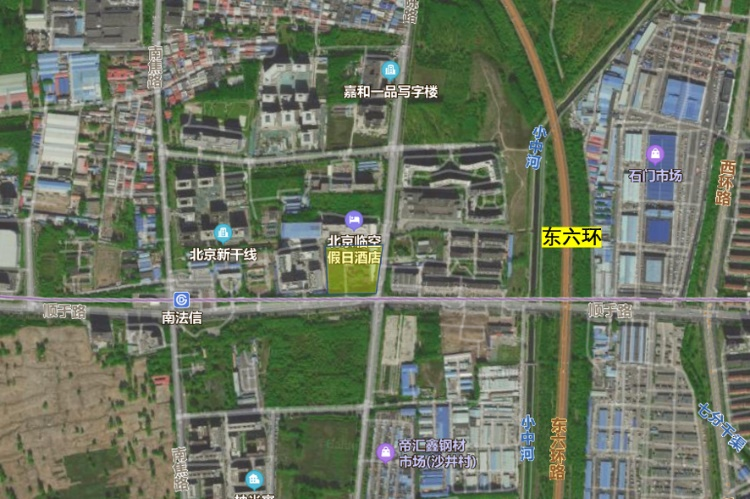 南焦路
嘉和一品写字楼
小中河
石门市场
西环路
北京临空
假日酒店
北京新干线
东六环
南法信
顺于路
顺于路
七分干渠
小中河
东六环路
帝汇鑫钢材
市场(沙井村)
南焦路